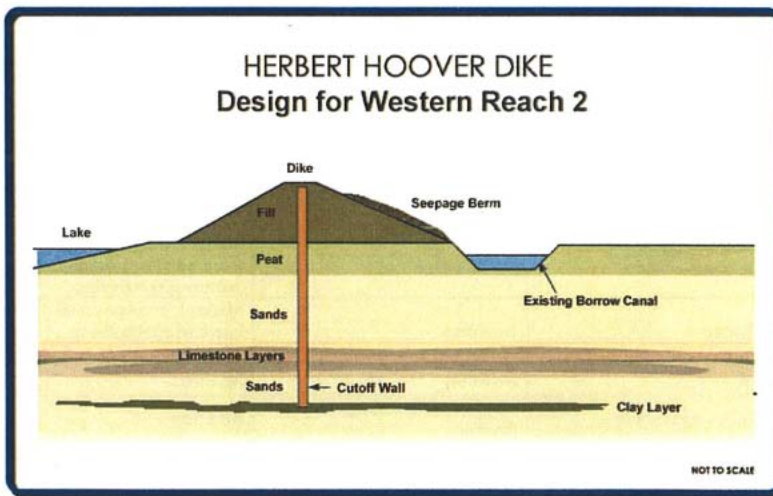 HERBERT HOOVER DIKE
Design for Western Reach 2
Dike
Seepage Berm
Fill
Lake
Peat
Existing Borrow Canal
Sands
Limestone Layers
Sands
Cutoff Wall
Clay Layer
NOT TO SCALE